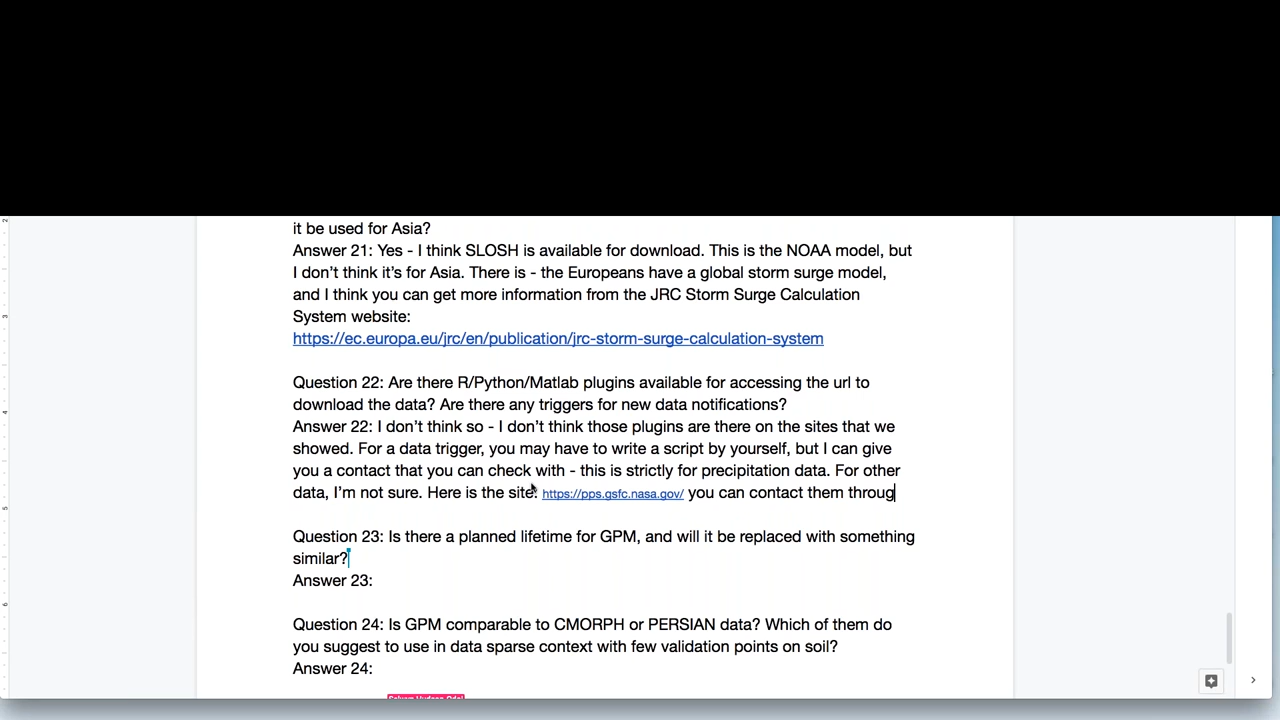 it be used for Asia?
Answer 21: Yes - I think SLOSH is available for download. This is the NOAA model, but
I don’t think it’s for Asia. There is - the Europeans have a global storm surge model,
and I think you can get more information from the JRC Storm Surge Calculation
System website:
https://ec.europa.eu/jrc/en/publication/jrc-storm-surge-calculation-system
Question 22: Are there R/Python/Matlab plugins available for accessing the url to
download the data? Are there any triggers for new data notifications?
Answer 22: I don’t think so - I don’t think those plugins are there on the sites that we
showed. For a data trigger, you may have to write a script by yourself, but I can give
you a contact that you can check with - this is strictly for precipitation data. For other
data, I’m not sure. Here is the site: https://pps.gsfc.nasa.gov/ you can contact them throug
Question 23: Is there a planned lifetime for GPM, and will it be replaced with something
similar?
Answer 23:
Question 24: Is GPM comparable to CMORPH or PERSIAN data? Which of them do
you suggest to use in data sparse context with few validation points on soil?
Answer 24: